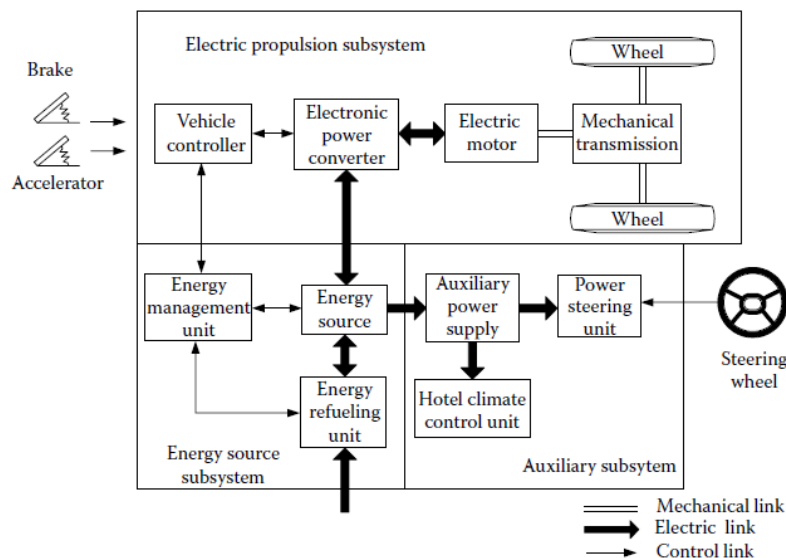 Electric propulsion subsystem
Wheel
Brake
Vehicle
controller
Electronic
power
converter
Electric
motor
Mechanical
transmission
Accelerator
Wheel
Energy
management
unit
Energy
source
Auxiliary
power
supply
Power
steering
unit
Steering
wheel
Energy
refueling
unit
Hotel climate
control unit
Energy source
subsystem
Auxiliary subsytem
Mechanical link
Electric link
Control link